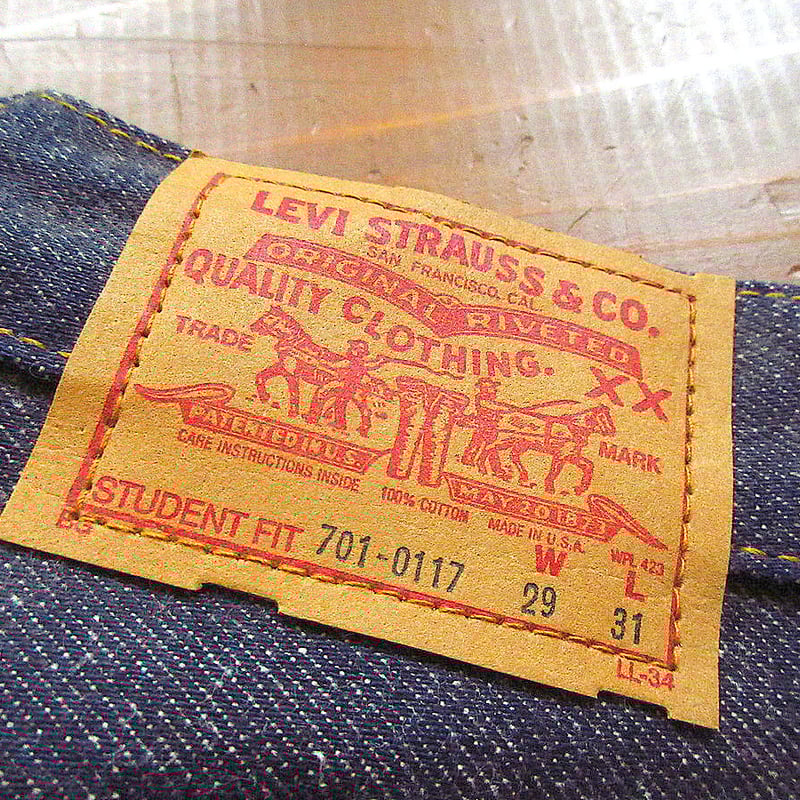 LEVI STRAUSS & CO.
SAN FRANCISCO, CAL
ORIGINAL RIVETED
QUALITY CLOTHING.
XX
TRADE
MARK
PATENTED IN U.S.
MAY 20 1873
CARE INSTRUCTIONS INSIDE
100% COTTON
MADE IN U.S.A.
WPL 423
STUDENT FIT
701-0117
W
L
29
31
LL-34